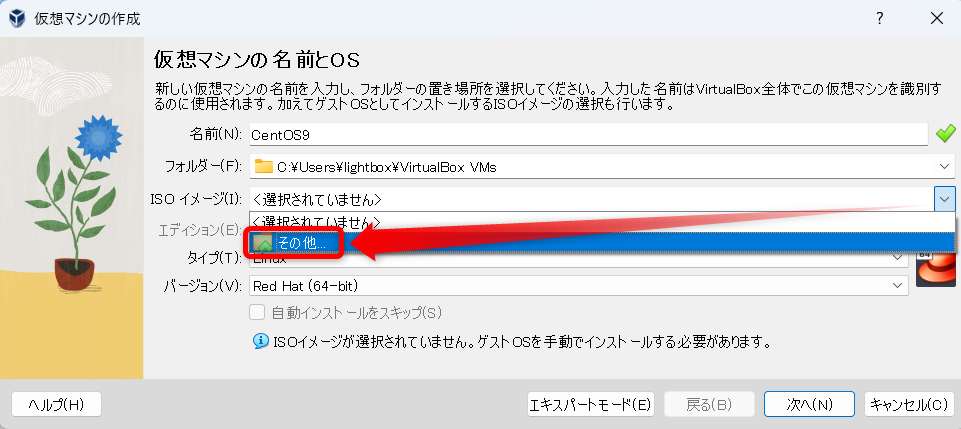 仮想マシンの作成
?
仮想マシンの名前とOS
新しい仮想マシンの名前を入力し、フォルダーの置き場所を選択してください。入力した名前はVirtualBox全体でこの仮想マシンを識別す
るのに使用されます。加えてゲストOSとしてインストールするISOイメージの選択も行います。
名前(N): CentOS9
フォルダー(F): C:¥Users¥lightbox¥VirtualBox VMs
ISO イメージ(I): <選択されていません>
<選択されていません>
エディション(E):
その他...
タイプ(T): Linux
64
バージョン(V): Red Hat (64-bit)
自動インストールをスキップ(S)
ISOイメージが選択されていません。ゲストOSを手動でインストールする必要があります。
ヘルプ(H) エキスパートモード(E) 戻る(B) 次へ(N) キャンセル(C)